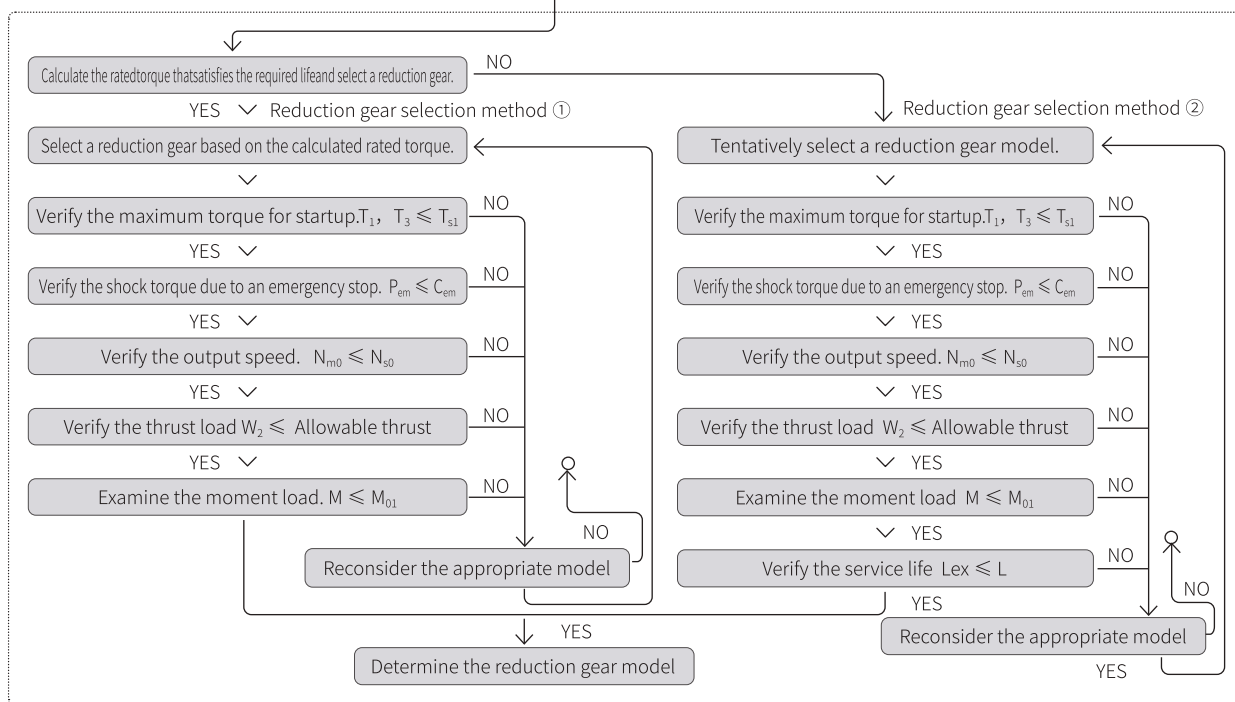 Calculate the ratedtorque thatsatisfies the required lifeand select a reduction gear.
NO
YES
Reduction gear selection method ①
Select a reduction gear based on the calculated rated torque.
Verify the maximum torque for startup.T₁, T₃ ≤ Tₛ₁
NO
YES
Verify the shock torque due to an emergency stop. Pem ≤ Cem
NO
YES
Verify the output speed. Nm0 ≤ Ns0
NO
YES
Verify the thrust load W₂ ≤ Allowable thrust
NO
YES
Examine the moment load. M ≤ M₀₁
NO
NO
Reconsider the appropriate model
Reduction gear selection method ②
Tentatively select a reduction gear model.
Verify the maximum torque for startup.T₁, T₃ ≤ Tₛ₁
NO
YES
Verify the shock torque due to an emergency stop. Pem ≤ Cem
NO
YES
Verify the output speed. Nm0 ≤ Ns0
NO
YES
Verify the thrust load W₂ ≤ Allowable thrust
NO
YES
Examine the moment load M ≤ M₀₁
NO
YES
Verify the service life Lex ≤ L
NO
YES
NO
Reconsider the appropriate model
YES
YES
Determine the reduction gear model